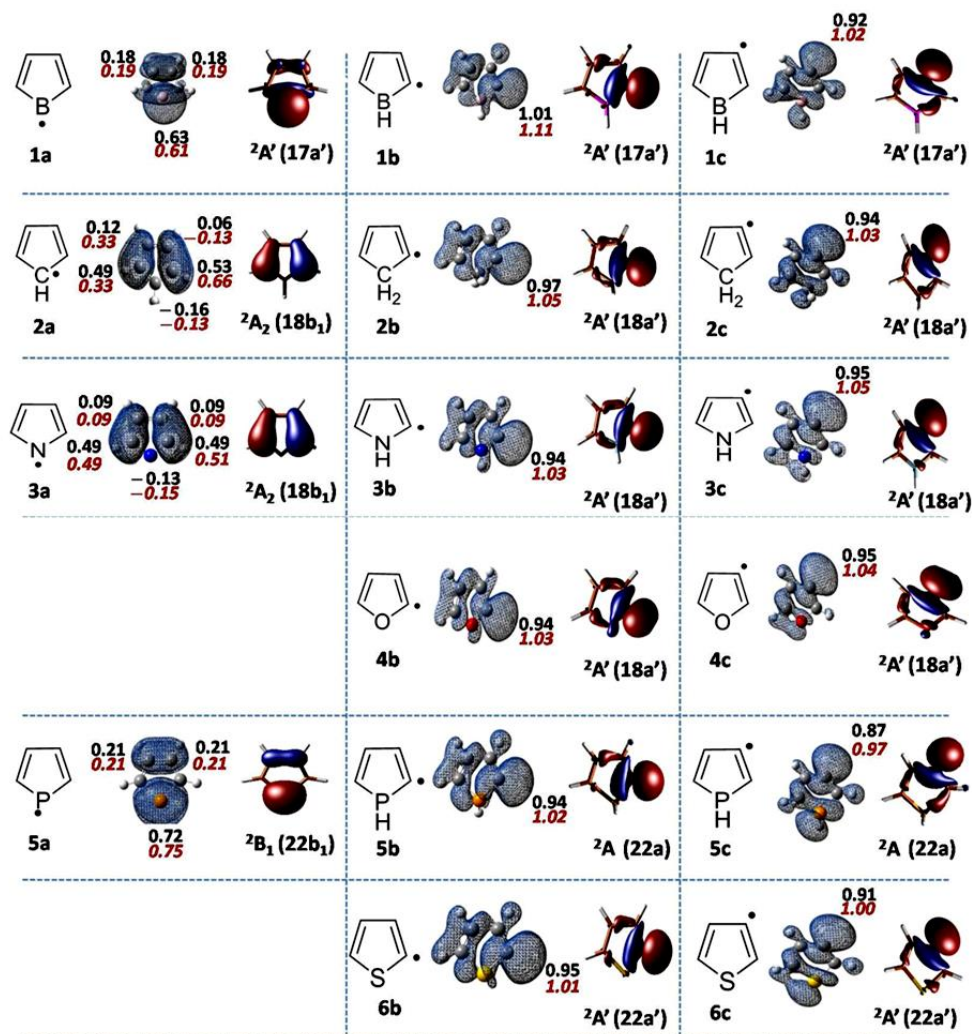 0.18 0.18
0.19 0.19
B
0.63
0.61
1a
²A' (17a')
B
H
1.01
1.11
1b
²A' (17a')
0.92
1.02
B
H
1c
²A' (17a')
0.12 0.06
0.33 −0.13
0.49 0.53
0.33 0.66
C
H
−0.16
−0.13
2a
²A₂ (18b₁)
C
H₂
0.97
1.05
2b
²A' (18a')
0.94
1.03
C
H₂
2c
²A' (18a')
0.09 0.09
0.09 0.09
0.49 0.49
0.49 0.51
N
−0.13
−0.15
3a
²A₂ (18b₁)
N
H
0.94
1.03
3b
²A' (18a')
0.95
1.05
N
H
3c
²A' (18a')
O
0.94
1.03
4b
²A' (18a')
0.95
1.04
O
4c
²A' (18a')
0.21 0.21
0.21 0.21
P
0.72
0.75
5a
²B₁ (22b₁)
P
H
0.94
1.02
5b
²A (22a)
0.87
0.97
P
H
5c
²A (22a)
S
0.95
1.01
6b
²A' (22a')
0.91
1.00
S
6c
²A' (22a')